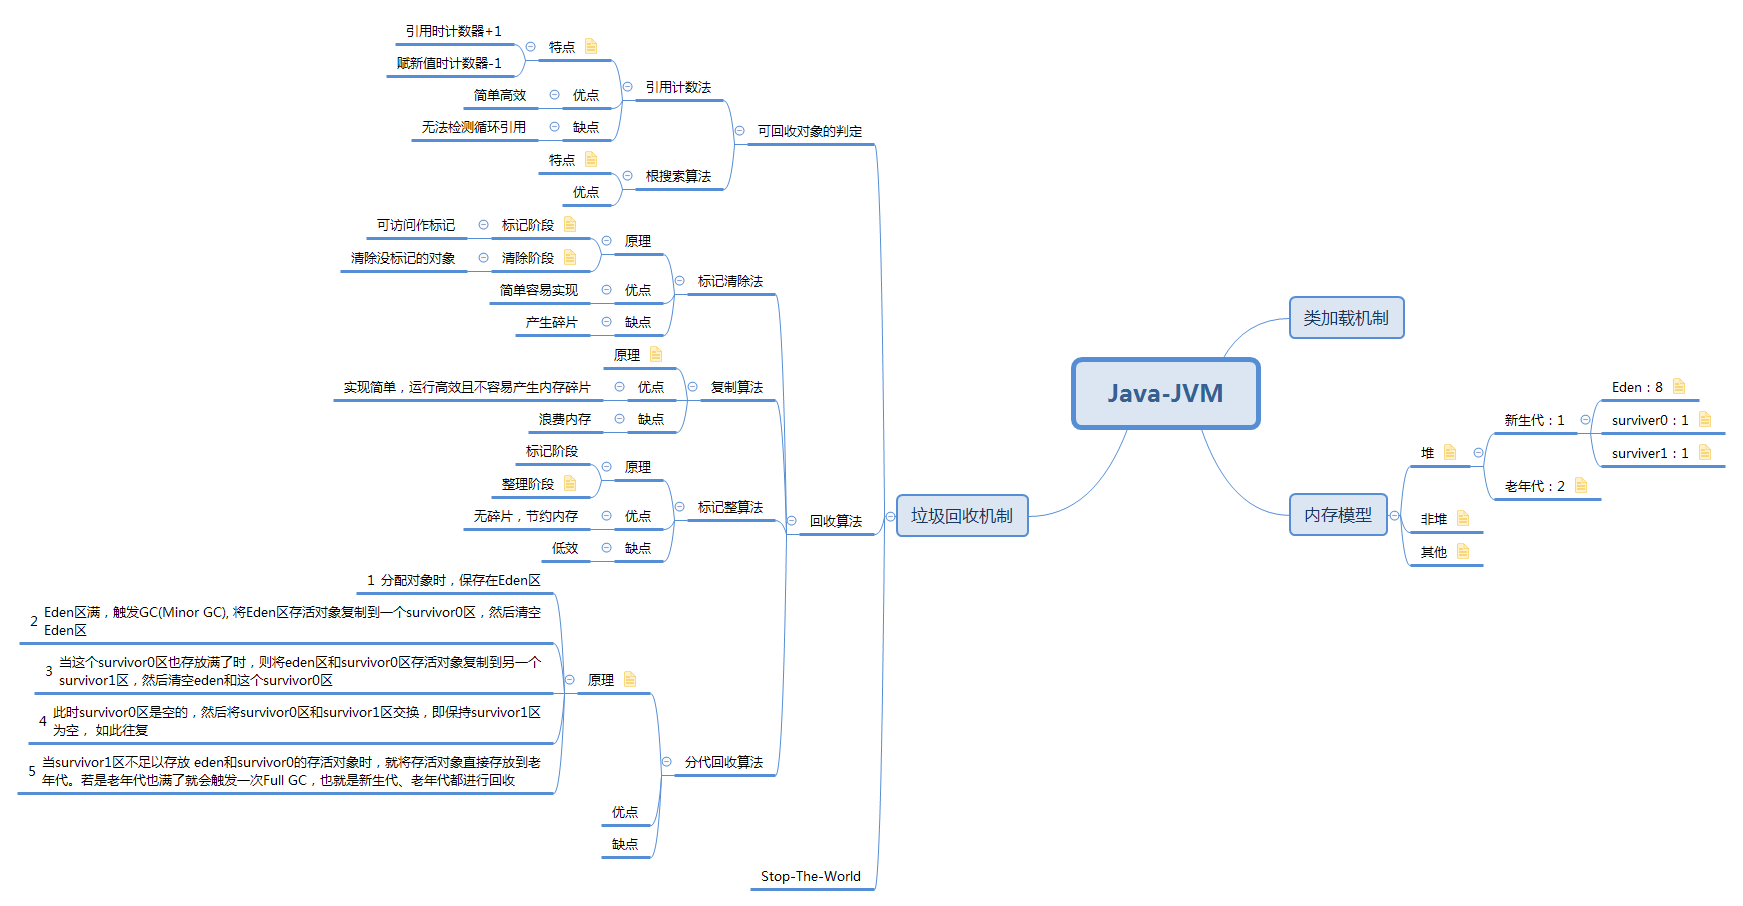 Java-JVM
类加载机制
内存模型
堆
新生代：1
Eden：8
surviver0：1
surviver1：1
老年代：2
非堆
其他
垃圾回收机制
可回收对象的判定
引用计数法
特点
引用时计数器+1
赋新值时计数器-1
优点
简单高效
缺点
无法检测循环引用
根搜索算法
特点
优点
回收算法
标记清除法
原理
标记阶段
可访问作标记
清除阶段
清除没标记的对象
优点
简单容易实现
缺点
产生碎片
复制算法
原理
优点
实现简单，运行高效且不容易产生内存碎片
缺点
浪费内存
标记整算法
原理
标记阶段
整理阶段
优点
无碎片，节约内存
缺点
低效
分代回收算法
原理
1 分配对象时，保存在Eden区
2 Eden区满，触发GC(Minor GC), 将Eden区存活对象复制到一个survivor0区，然后清空
Eden区
3 当这个survivor0区也存放满了时，则将eden区和survivor0区存活对象复制到另一个
survivor1区，然后清空eden和这个survivor0区
4 此时survivor0区是空的，然后将survivor0区和survivor1区交换，即保持survivor1区
为空， 如此往复
5 当survivor1区不足以存放 eden和survivor0的存活对象时，就将存活对象直接存放到老
年代。若是老年代也满了就会触发一次Full GC，也就是新生代、老年代都进行回收
优点
缺点
Stop-The-World